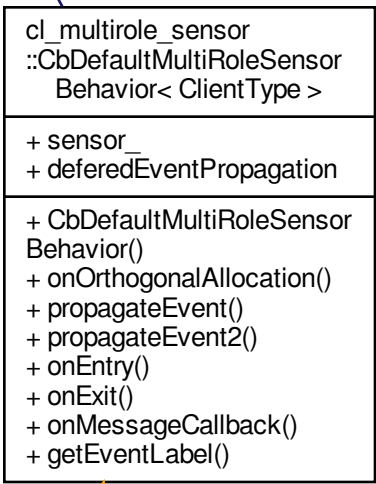 cl_multirole_sensor
::CbDefaultMultiRoleSensor
Behavior< ClientType >
+ sensor_
+ deferedEventPropagation
+ CbDefaultMultiRoleSensor
Behavior()
+ onOrthogonalAllocation()
+ propagateEvent()
+ propagateEvent2()
+ onEntry()
+ onExit()
+ onMessageCallback()
+ getEventLabel()